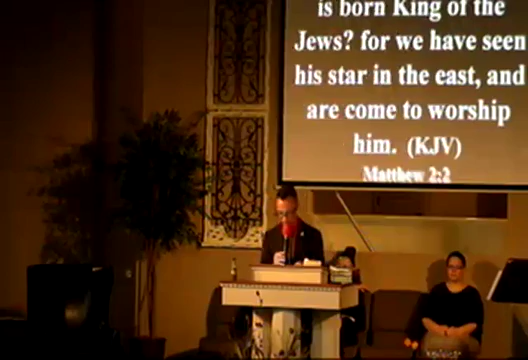 is born King of the
Jews? for we have seen
his star in the east, and
are come to worship
him. (KJV)
Matthew 2:2